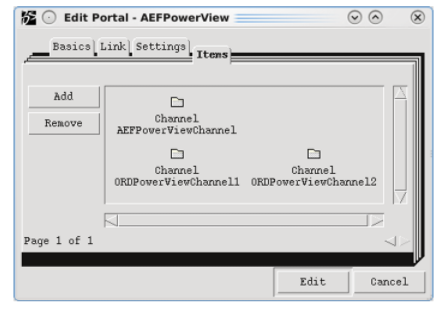 Edit Portal - AEFPowerView
Basics Link Settings Items
Add
Remove
Channel
AEFPowerViewChannel
Channel Channel
ORDPowerViewChannel1 ORDPowerViewChannel2
Page 1 of 1
Edit Cancel